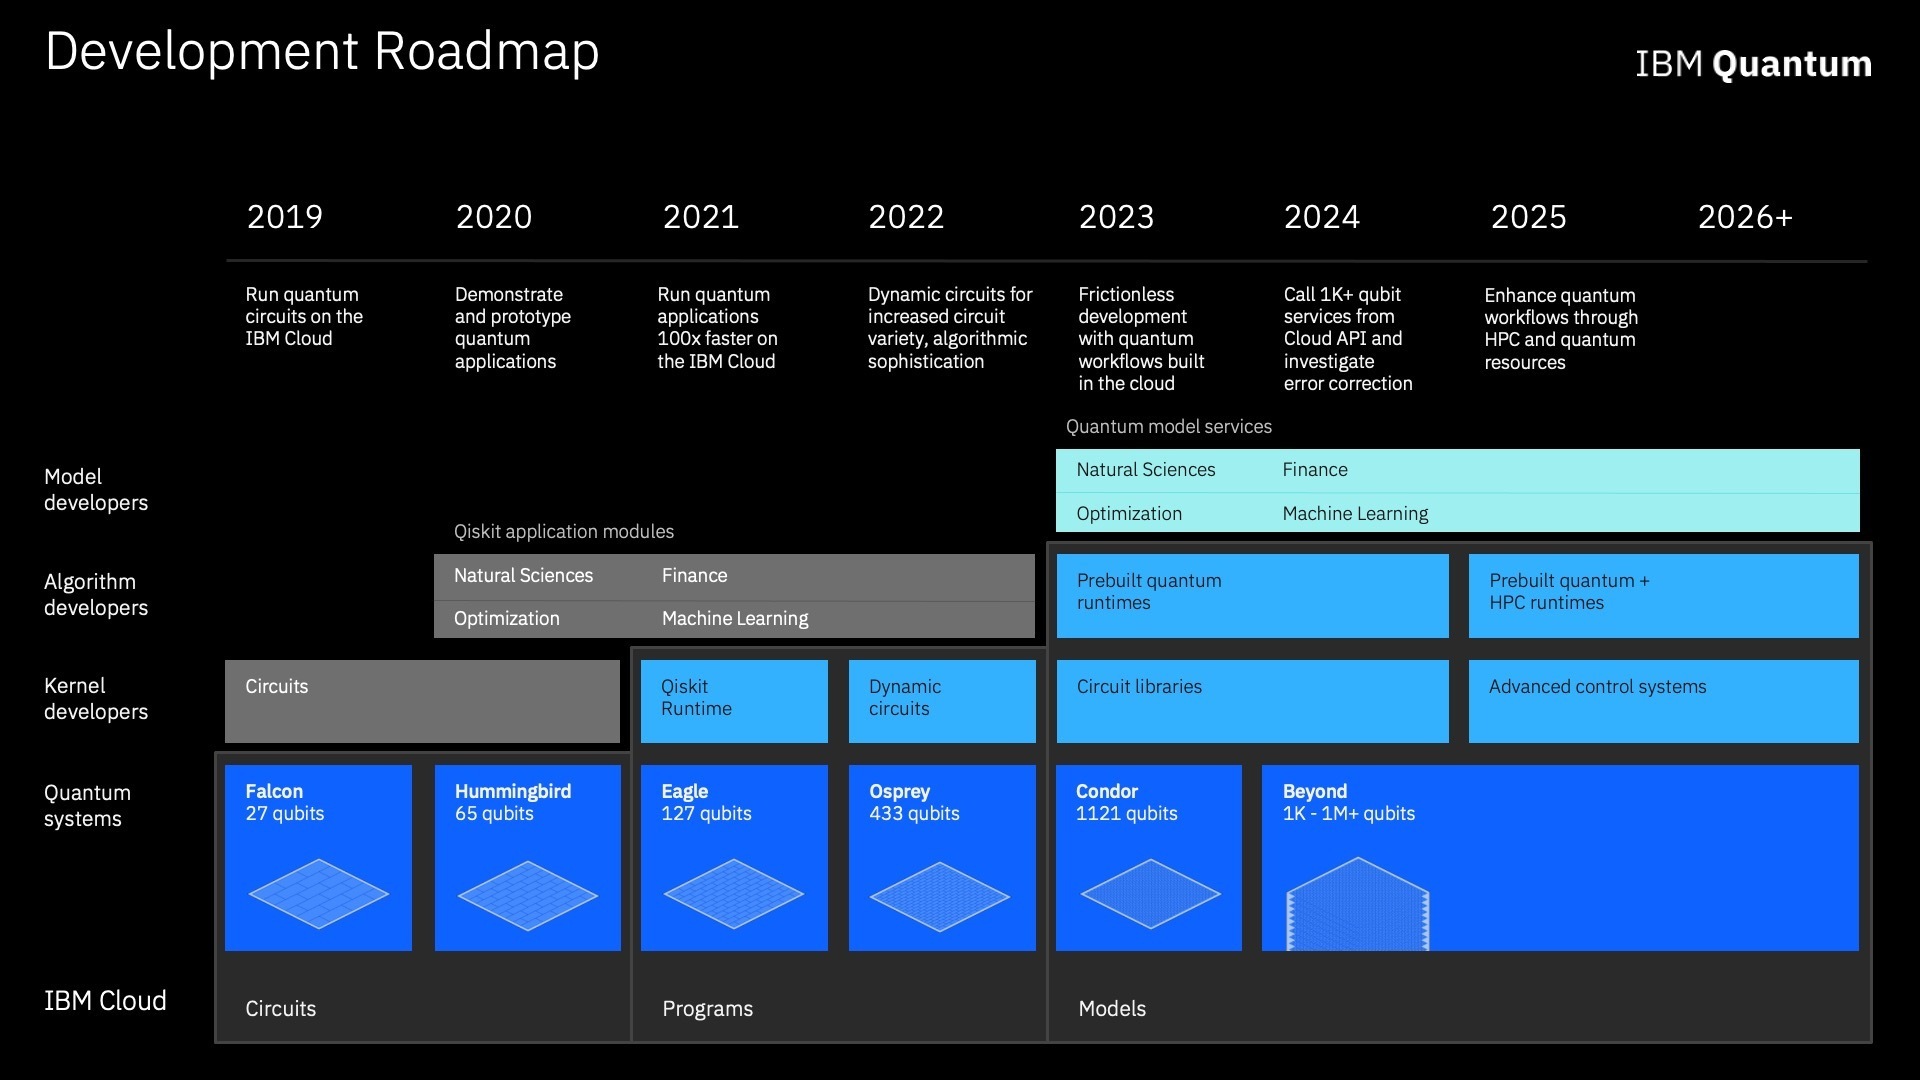 Development Roadmap
IBM Quantum
2019
2020
2021
2022
2023
2024
2025
2026+
Run quantum
circuits on the
IBM Cloud
Demonstrate
and prototype
quantum
applications
Run quantum
applications
100x faster on
the IBM Cloud
Dynamic circuits for
increased circuit
variety, algorithmic
sophistication
Frictionless
development
with quantum
workflows built
in the cloud
Call 1K+ qubit
services from
Cloud API and
investigate
error correction
Enhance quantum
workflows through
HPC and quantum
resources
Model
developers
Quantum model services
Natural Sciences
Finance
Optimization
Machine Learning
Algorithm
developers
Qiskit application modules
Natural Sciences
Finance
Optimization
Machine Learning
Prebuilt quantum
runtimes
Prebuilt quantum +
HPC runtimes
Kernel
developers
Circuits
Qiskit
Runtime
Dynamic
circuits
Circuit libraries
Advanced control systems
Quantum
systems
Falcon
27 qubits
Hummingbird
65 qubits
Eagle
127 qubits
Osprey
433 qubits
Condor
1121 qubits
Beyond
1K - 1M+ qubits
IBM Cloud
Circuits
Programs
Models